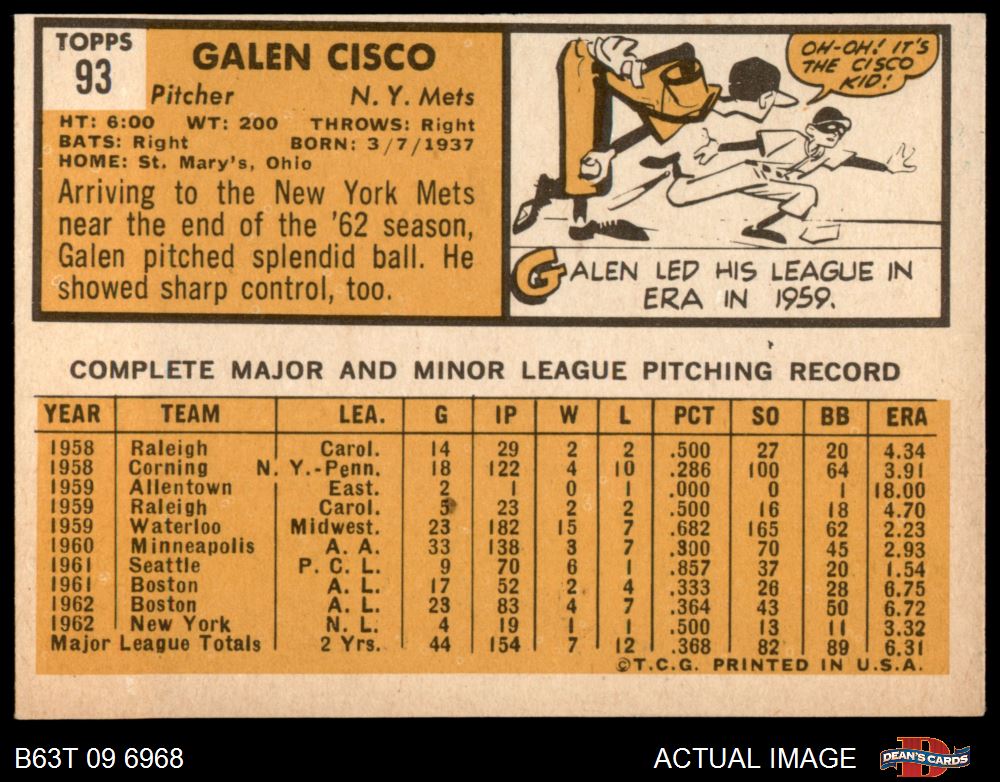 TOPPS
93
GALEN CISCO
Pitcher N. Y. Mets
HT: 6:00 WT: 200 THROWS: Right
BATS: Right BORN: 3/7/1937
HOME: St. Mary's, Ohio
Arriving to the New York Mets
near the end of the '62 season,
Galen pitched splendid ball. He
showed sharp control, too.
OH-OH! IT'S
THE CISCO
KID!
GALEN LED HIS LEAGUE IN
ERA IN 1959.
COMPLETE MAJOR AND MINOR LEAGUE PITCHING RECORD
YEAR TEAM LEA. G IP W L PCT SO BB ERA
1958 Raleigh Carol. 14 29 2 2 .500 27 20 4.34
1958 Corning N. Y.-Penn. 18 122 4 10 .286 100 64 3.91
1959 Allentown East. 2 1 0 1 .000 0 1 18.00
1959 Raleigh Carol. 5 23 2 2 .500 16 18 4.70
1959 Waterloo Midwest. 23 182 15 7 .682 165 62 2.23
1960 Minneapolis A. A. 33 138 3 7 .300 70 45 2.93
1961 Seattle P. C. L. 9 70 6 1 .857 37 20 1.54
1961 Boston A. L. 17 52 2 4 .333 26 28 6.75
1962 Boston A. L. 23 83 4 7 .364 43 50 6.72
1962 New York N. L. 4 19 1 1 .500 13 11 3.32
Major League Totals 2 Yrs. 44 154 7 12 .368 82 89 6.31
©T.C.G. PRINTED IN U.S.A.
B63T 09 6968 ACTUAL IMAGE DEAN'S CARDS